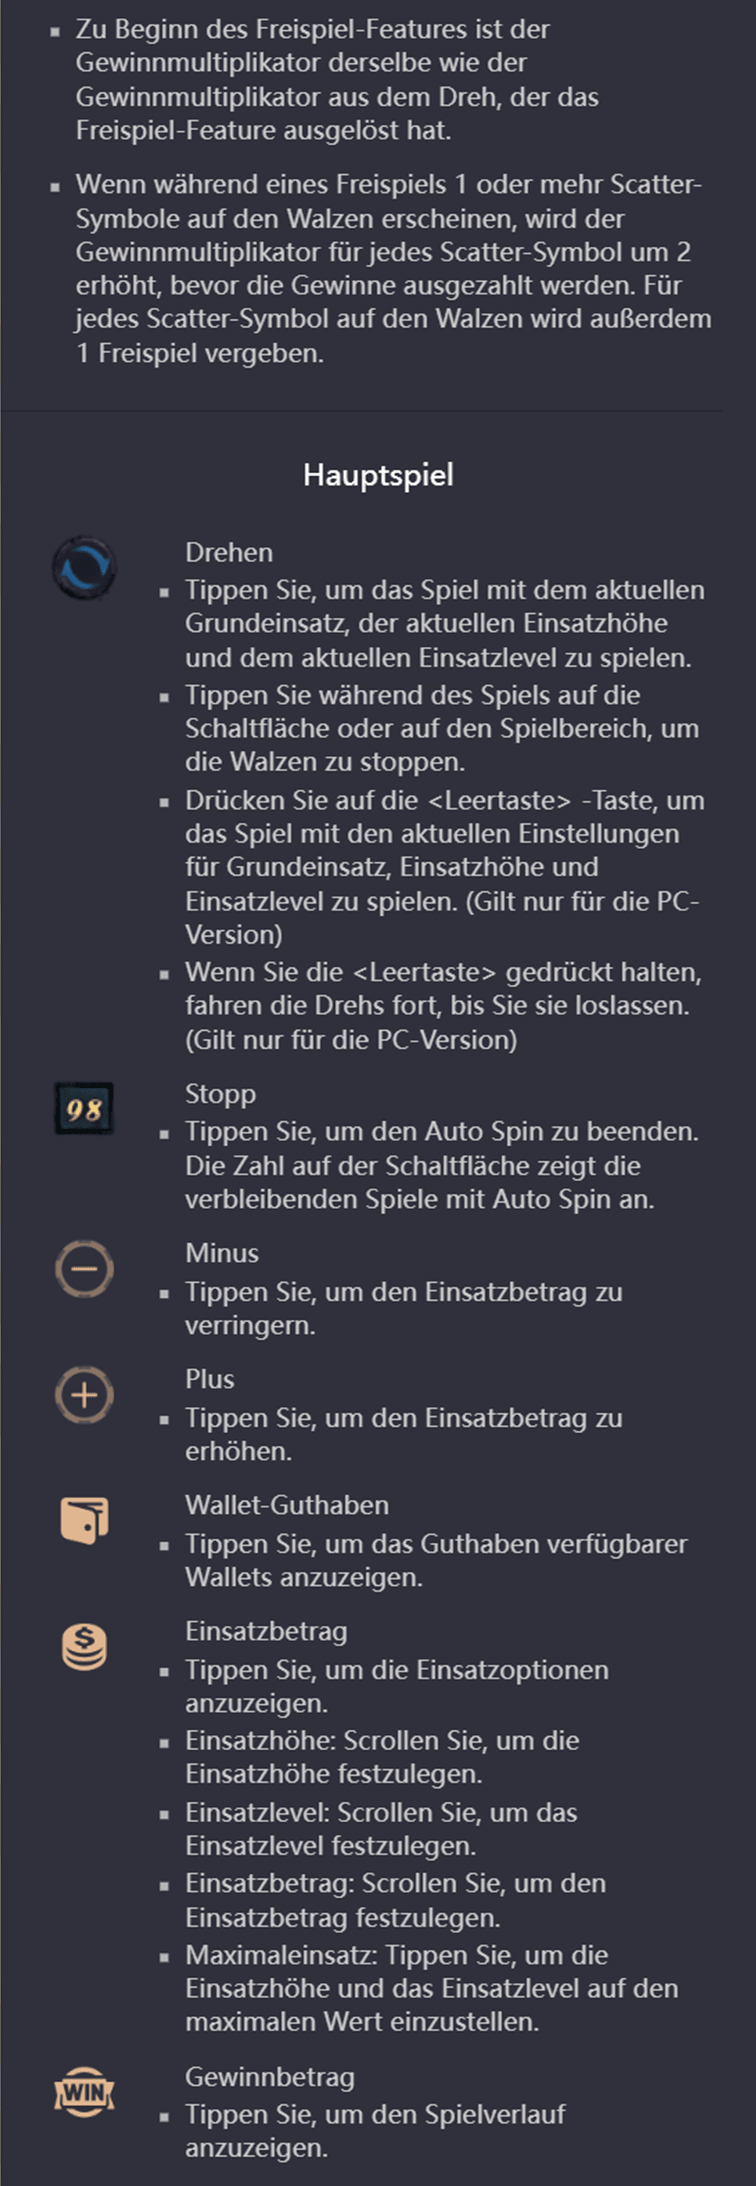 Zu Beginn des Freispiel-Features ist der
Gewinnmultiplikator derselbe wie der
Gewinnmultiplikator aus dem Dreh, der das
Freispiel-Feature ausgelöst hat.
Wenn während eines Freispiels 1 oder mehr Scatter-
Symbole auf den Walzen erscheinen, wird der
Gewinnmultiplikator für jedes Scatter-Symbol um 2
erhöht, bevor die Gewinne ausgezahlt werden. Für
jedes Scatter-Symbol auf den Walzen wird außerdem
1 Freispiel vergeben.
Hauptspiel
Drehen
Tippen Sie, um das Spiel mit dem aktuellen
Grundeinsatz, der aktuellen Einsatzhöhe
und dem aktuellen Einsatzlevel zu spielen.
Tippen Sie während des Spiels auf die
Schaltfläche oder auf den Spielbereich, um
die Walzen zu stoppen.
Drücken Sie auf die <Leertaste> -Taste, um
das Spiel mit den aktuellen Einstellungen
für Grundeinsatz, Einsatzhöhe und
Einsatzlevel zu spielen. (Gilt nur für die PC-
Version)
Wenn Sie die <Leertaste> gedrückt halten,
fahren die Drehs fort, bis Sie sie loslassen.
(Gilt nur für die PC-Version)
98
Stopp
Tippen Sie, um den Auto Spin zu beenden.
Die Zahl auf der Schaltfläche zeigt die
verbleibenden Spiele mit Auto Spin an.
Minus
Tippen Sie, um den Einsatzbetrag zu
verringern.
Plus
Tippen Sie, um den Einsatzbetrag zu
erhöhen.
Wallet-Guthaben
Tippen Sie, um das Guthaben verfügbarer
Wallets anzuzeigen.
$
Einsatzbetrag
Tippen Sie, um die Einsatzoptionen
anzuzeigen.
Einsatzhöhe: Scrollen Sie, um die
Einsatzhöhe festzulegen.
Einsatzlevel: Scrollen Sie, um das
Einsatzlevel festzulegen.
Einsatzbetrag: Scrollen Sie, um den
Einsatzbetrag festzulegen.
Maximaleinsatz: Tippen Sie, um die
Einsatzhöhe und das Einsatzlevel auf den
maximalen Wert einzustellen.
WIN
Gewinnbetrag
Tippen Sie, um den Spielverlauf
anzuzeigen.